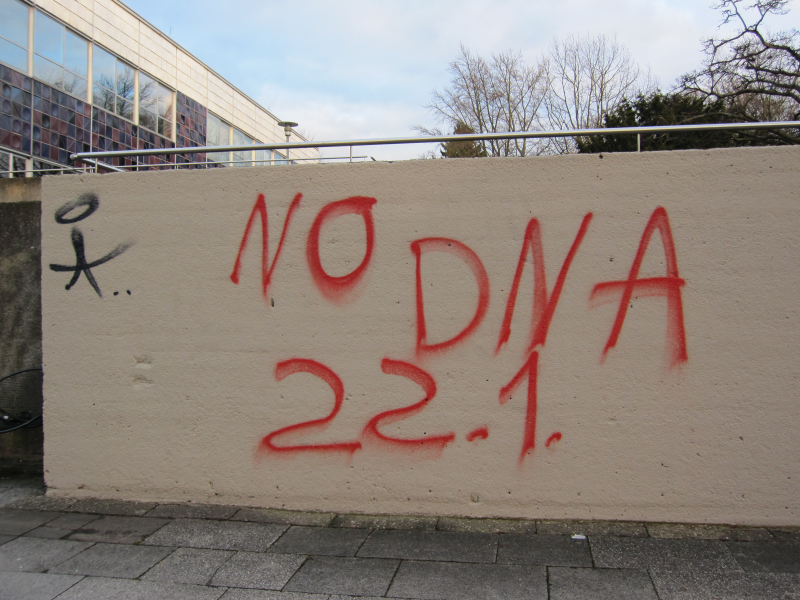 NO
DNA
22.1.